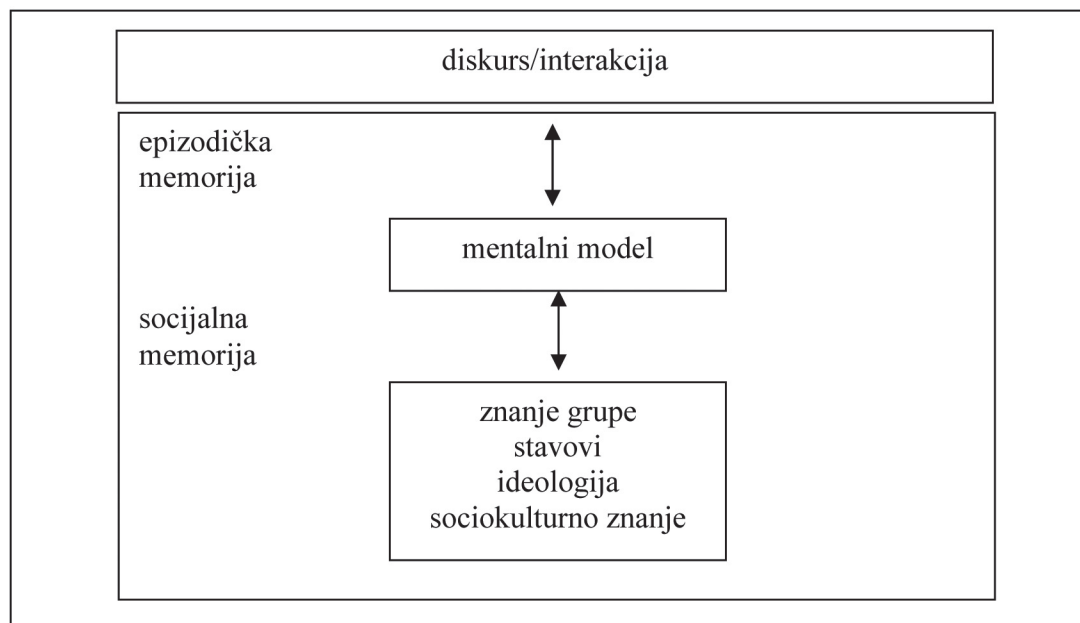 diskurs/interakcija
epizodička
memorija
mentalni model
socijalna
memorija
znanje grupe
stavovi
ideologija
sociokulturno znanje